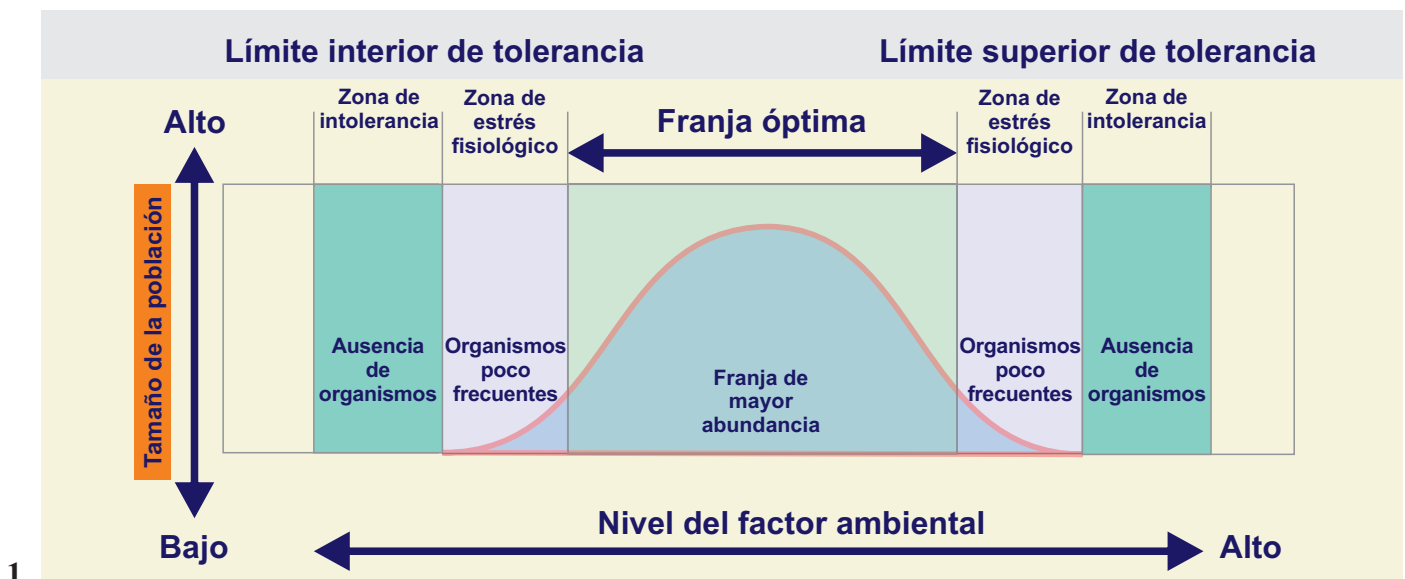 Límite interior de tolerancia
Límite superior de tolerancia
Alto
Zona de
intolerancia
Zona de
estrés
fisiológico
Franja óptima
Zona de
estrés
fisiológico
Zona de
intolerancia
Tamaño de la población
Ausencia
de
organismos
Organismos
poco
frecuentes
Franja de
mayor
abundancia
Organismos
poco
frecuentes
Ausencia
de
organismos
Bajo
Nivel del factor ambiental
Alto
1